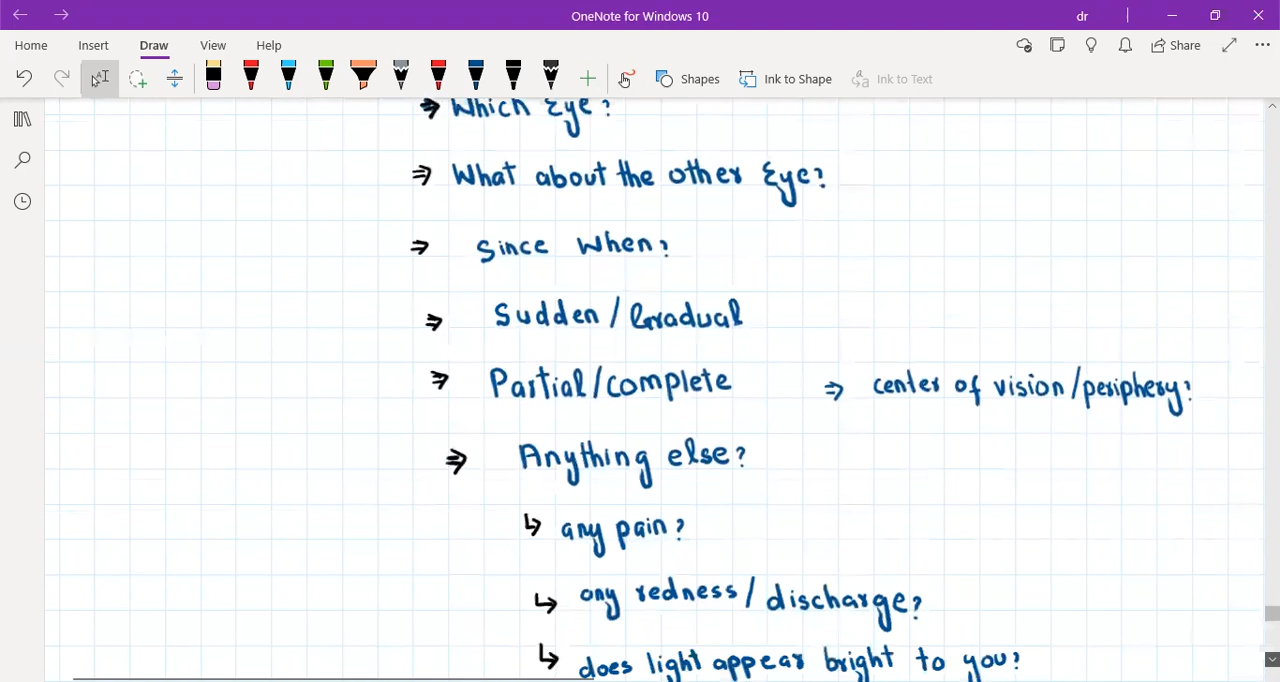 OneNote for Windows 10
dr
Home Insert Draw View Help
Share
Shapes Ink to Shape Ink to Text
⇒ Which Eye?
⇒ What about the other Eye?
⇒ Since When?
⇒ Sudden / Gradual
⇒ Partial/complete ⇒ center of vision/periphery?
⇒ Anything else?
↳ any pain?
↳ any redness/discharge?
↳ does light appear bright to you?